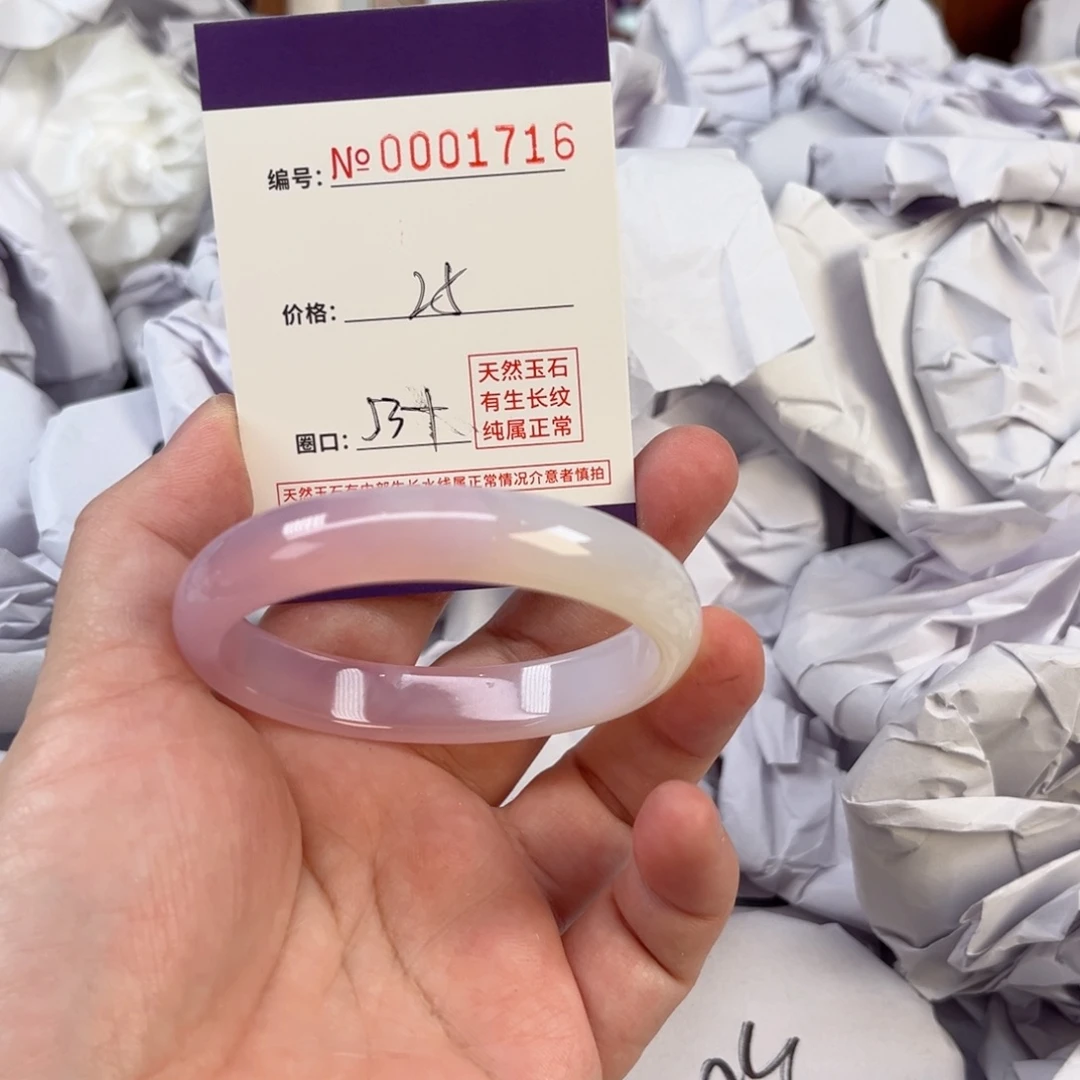 编号: №0001716
价格:
圈口: 53+
天然玉石
有生长纹
纯属正常
天然玉石有内部生长水线属正常情况介意者慎拍